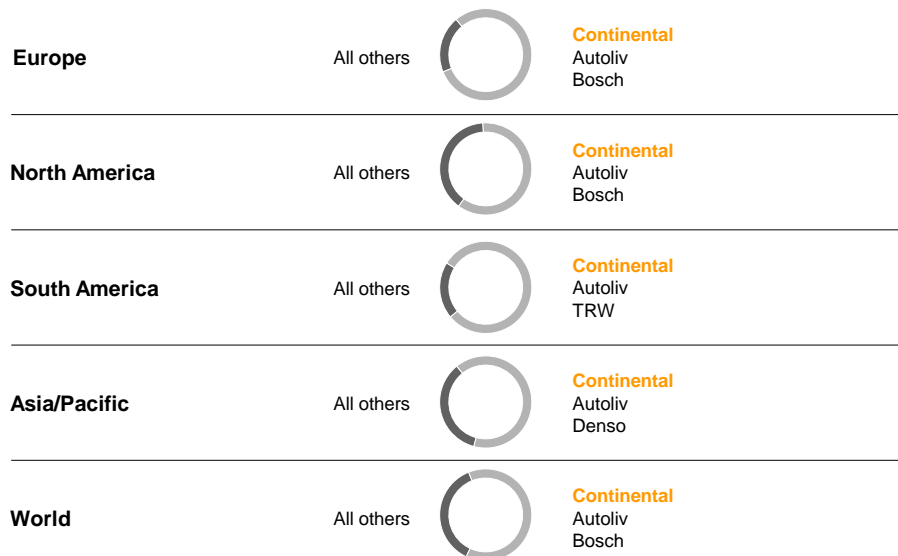 Europe
All others
Continental
Autoliv
Bosch
North America
All others
Continental
Autoliv
Bosch
South America
All others
Continental
Autoliv
TRW
Asia/Pacific
All others
Continental
Autoliv
Denso
World
All others
Continental
Autoliv
Bosch